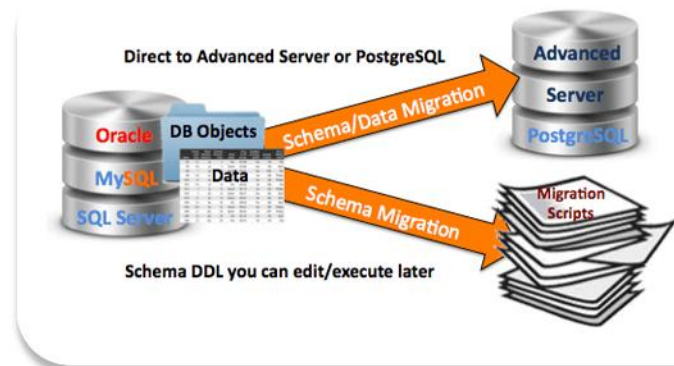 Direct to Advanced Server or PostgreSQL
Advanced
Server
PostgreSQL
Oracle
MySQL
SQL Server
DB Objects
Data
Schema/Data Migration
Schema Migration
Migration
Scripts
Schema DDL you can edit/execute later